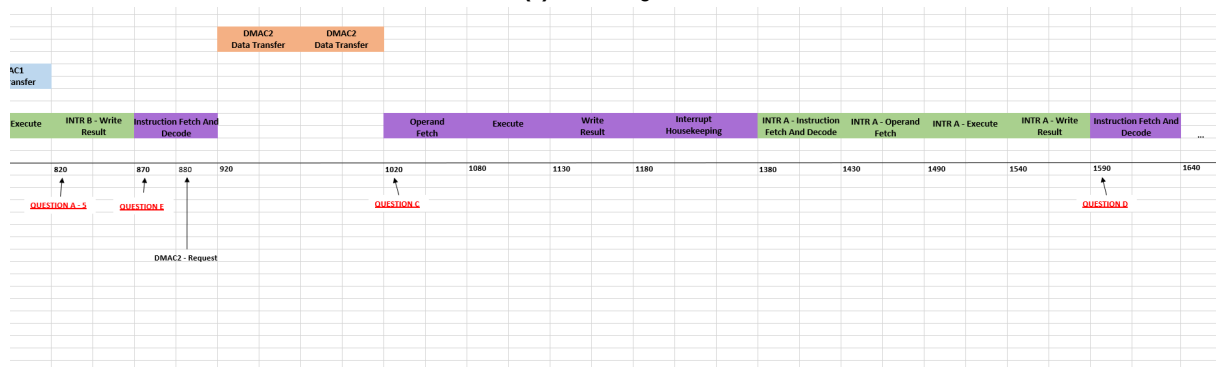 DMAC2 DMAC2
Data Transfer Data Transfer
AC1
ansfer
Execute
INTR B - Write
Result
Instruction Fetch And
Decode
Operand
Fetch
Execute
Write
Result
Interrupt
Housekeeping
INTR A - Instruction
Fetch And Decode
INTR A - Operand
Fetch
INTR A - Execute
INTR A - Write
Result
Instruction Fetch And
Decode
...
820 870 880 920 1020 1080 1130 1180 1380 1430 1490 1540 1590 1640
QUESTION A - 5
QUESTION E
QUESTION C
QUESTION D
DMAC2 - Request